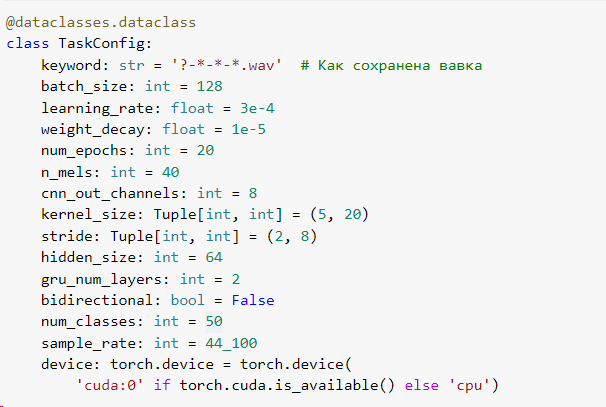 @dataclasses.dataclass
class TaskConfig:
    keyword: str = '?-*-*-*.wav'  # Как сохранена вавка
    batch_size: int = 128
    learning_rate: float = 3e-4
    weight_decay: float = 1e-5
    num_epochs: int = 20
    n_mels: int = 40
    cnn_out_channels: int = 8
    kernel_size: Tuple[int, int] = (5, 20)
    stride: Tuple[int, int] = (2, 8)
    hidden_size: int = 64
    gru_num_layers: int = 2
    bidirectional: bool = False
    num_classes: int = 50
    sample_rate: int = 44_100
    device: torch.device = torch.device(
        'cuda:0' if torch.cuda.is_available() else 'cpu')